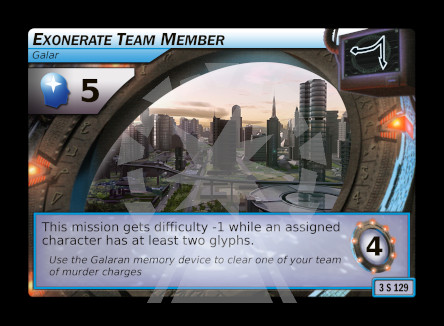 EXONERATE TEAM MEMBER
Galar
5
This mission gets difficulty -1 while an assigned
character has at least two glyphs.
4
Use the Galaran memory device to clear one of your team
of murder charges
3 S 129